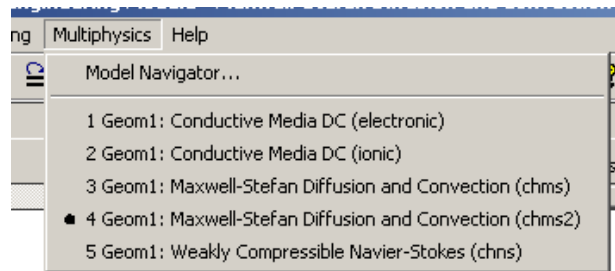 ng Multiphysics Help
Model Navigator...
1 Geom1: Conductive Media DC (electronic)
2 Geom1: Conductive Media DC (ionic)
3 Geom1: Maxwell-Stefan Diffusion and Convection (chms)
4 Geom1: Maxwell-Stefan Diffusion and Convection (chms2)
5 Geom1: Weakly Compressible Navier-Stokes (chns)